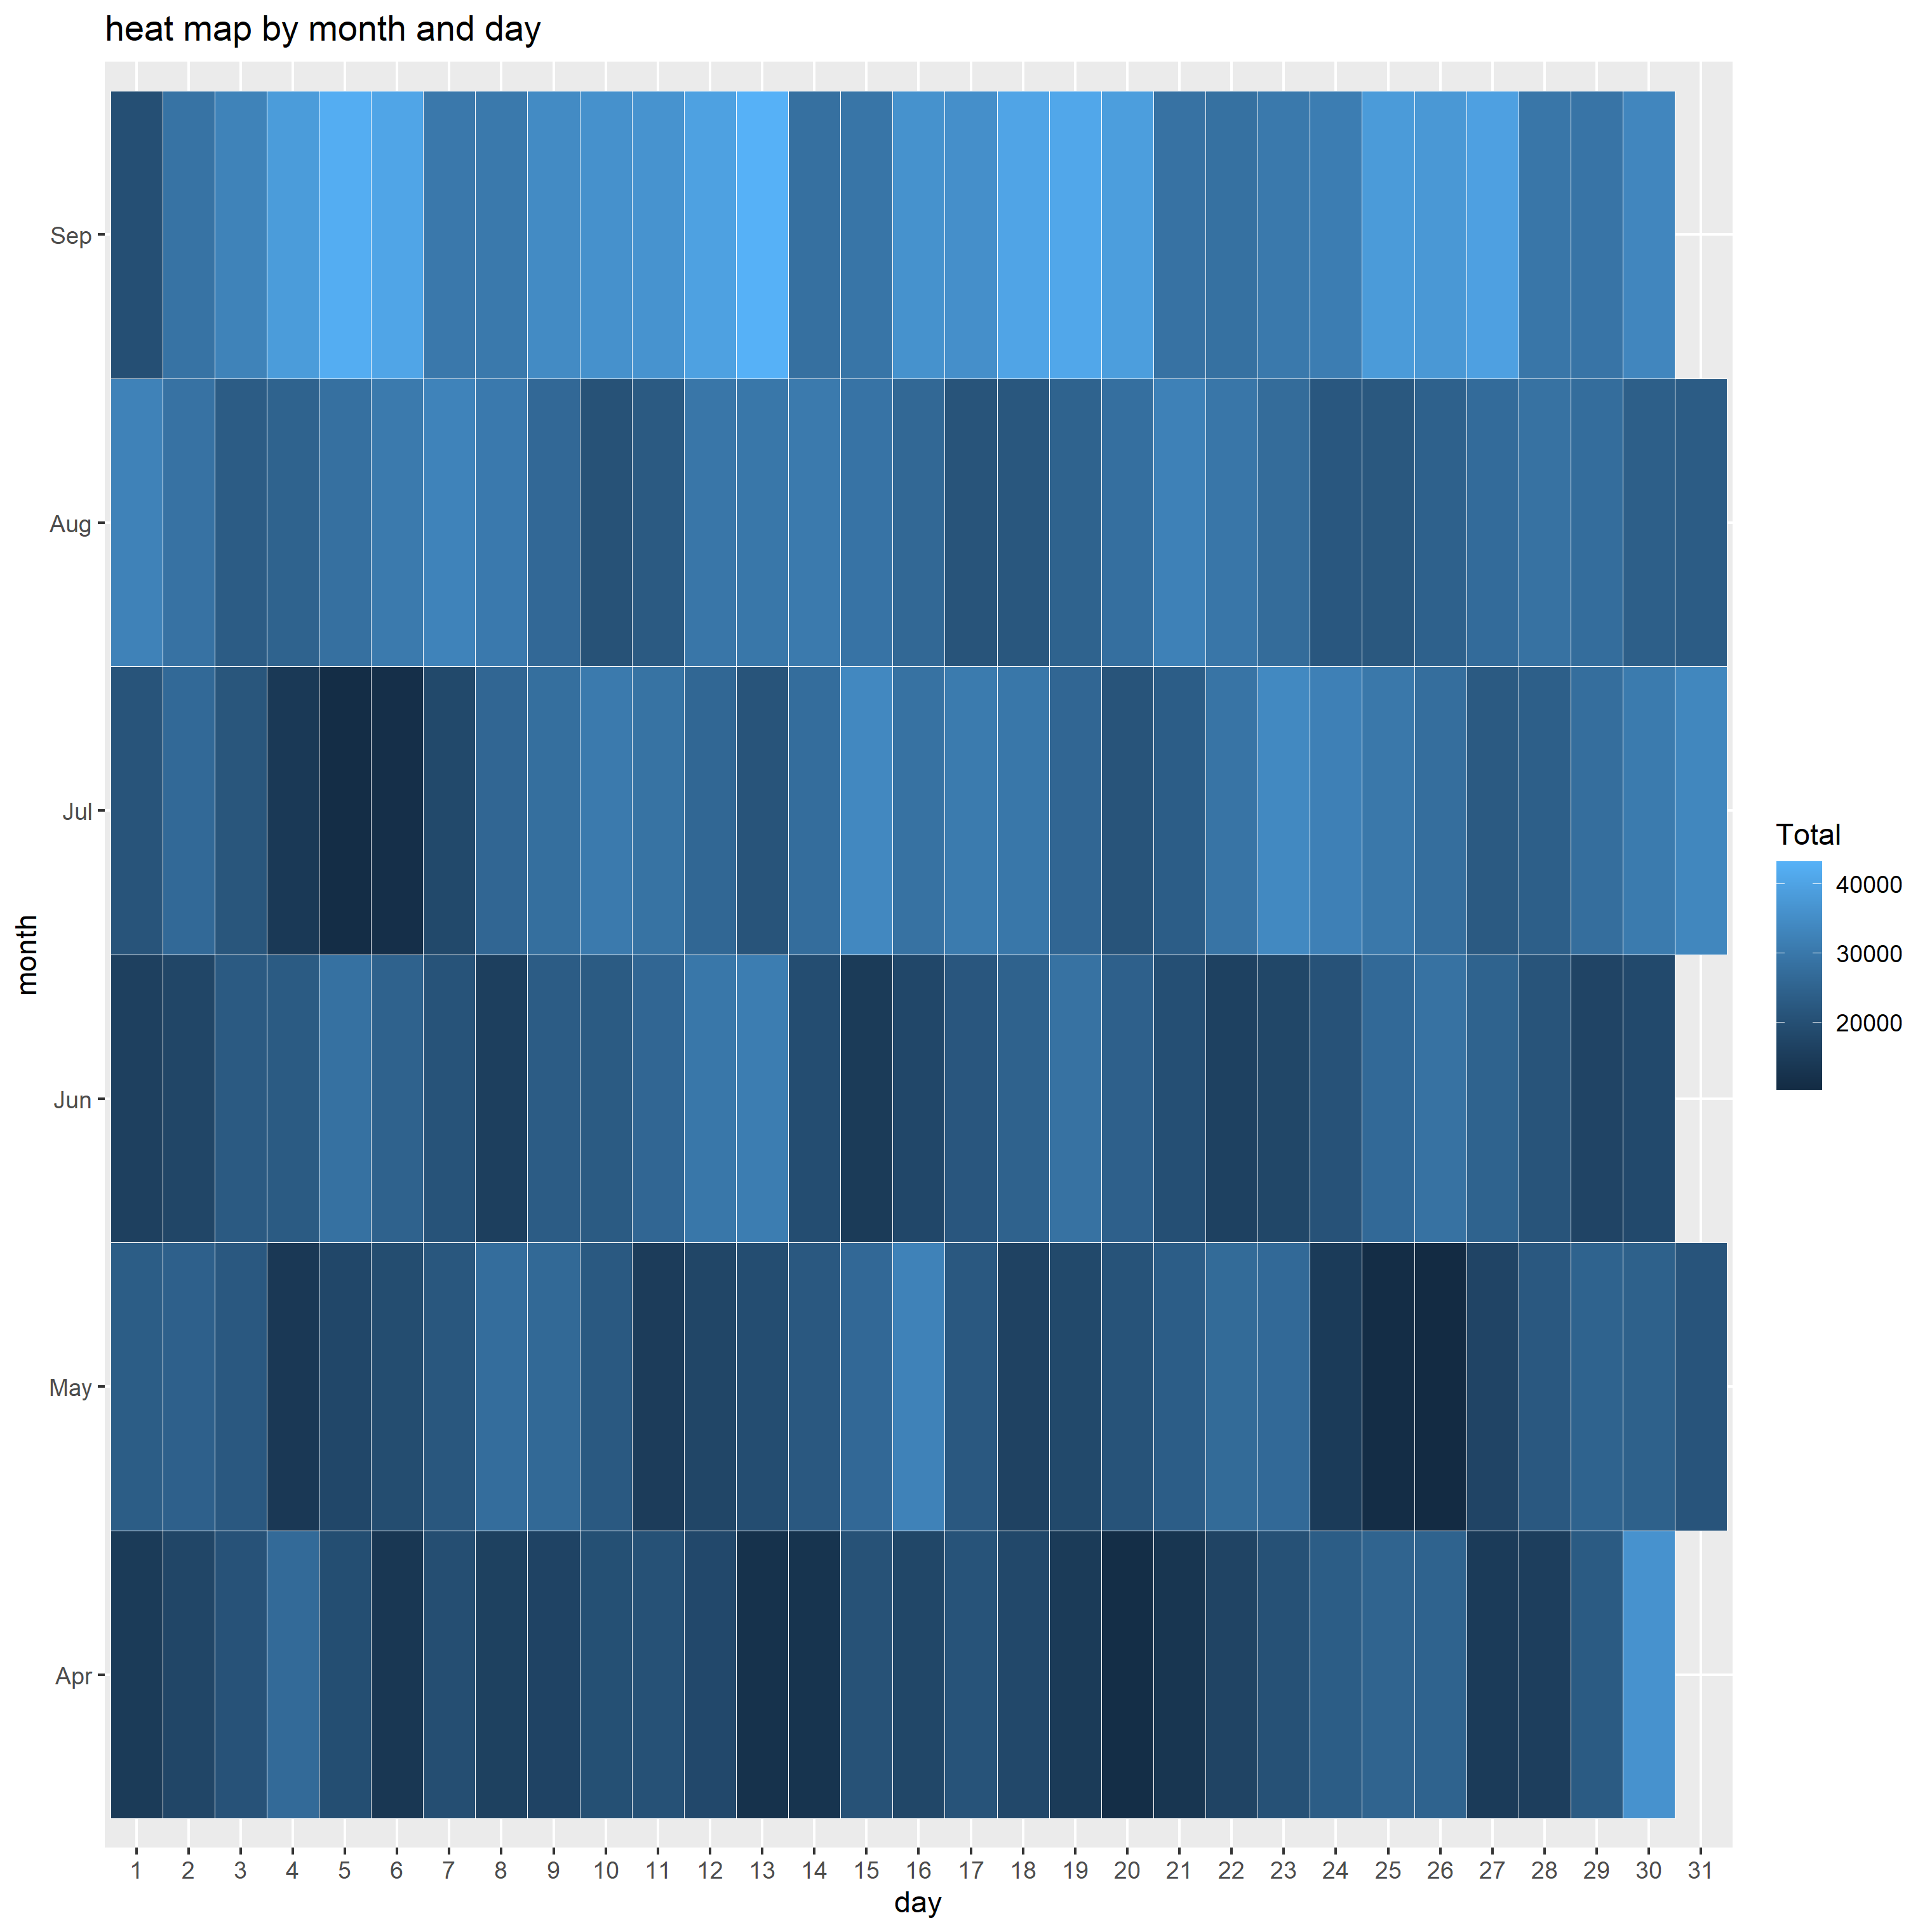 heat map by month and day
Sep
Aug
Jul
Jun
May
Apr
month
1 2 3 4 5 6 7 8 9 10 11 12 13 14 15 16 17 18 19 20 21 22 23 24 25 26 27 28 29 30 31
day
Total
40000
30000
20000